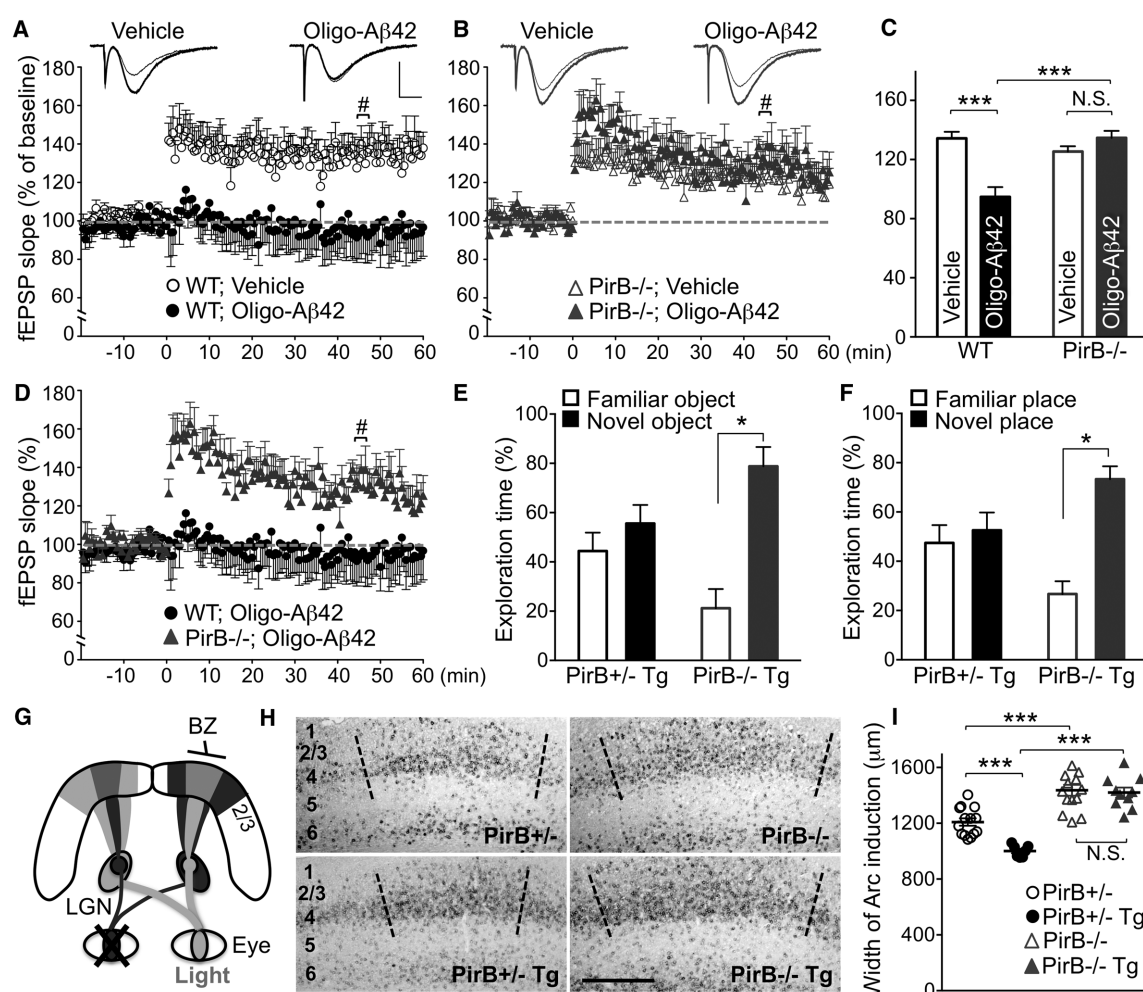 A
Vehicle
Oligo-Aβ42
fEPSP slope (% of baseline)
180
160
140
120
100
80
60
0
#
WT; Vehicle
WT; Oligo-Aβ42
-10 0 10 20 30 40 50 60
B
Vehicle
Oligo-Aβ42
180
160
140
120
100
80
60
0
#
PirB-/-; Vehicle
PirB-/-; Oligo-Aβ42
-10 0 10 20 30 40 50 60 (min)
C
160
120
80
40
0
***
***
N.S.
Vehicle
Oligo-Aβ42
Vehicle
Oligo-Aβ42
WT PirB-/-
D
fEPSP slope (%)
180
160
140
120
100
80
60
0
#
WT; Oligo-Aβ42
PirB-/-; Oligo-Aβ42
-10 0 10 20 30 40 50 60 (min)
E
Familiar object
Novel object
Exploration time (%)
100
80
60
40
20
0
*
PirB+/- Tg PirB-/- Tg
F
Familiar place
Novel place
Exploration time (%)
100
80
60
40
20
0
*
PirB+/- Tg PirB-/- Tg
G
BZ
2/3
LGN
Eye
Light
H
1
2/3
4
5
6
PirB+/-
PirB-/-
1
2/3
4
5
6
PirB+/- Tg
PirB-/- Tg
I
Width of Arc induction (μm)
1600
1200
800
400
0
***
***
***
N.S.
PirB+/-
PirB+/- Tg
PirB-/-
PirB-/- Tg